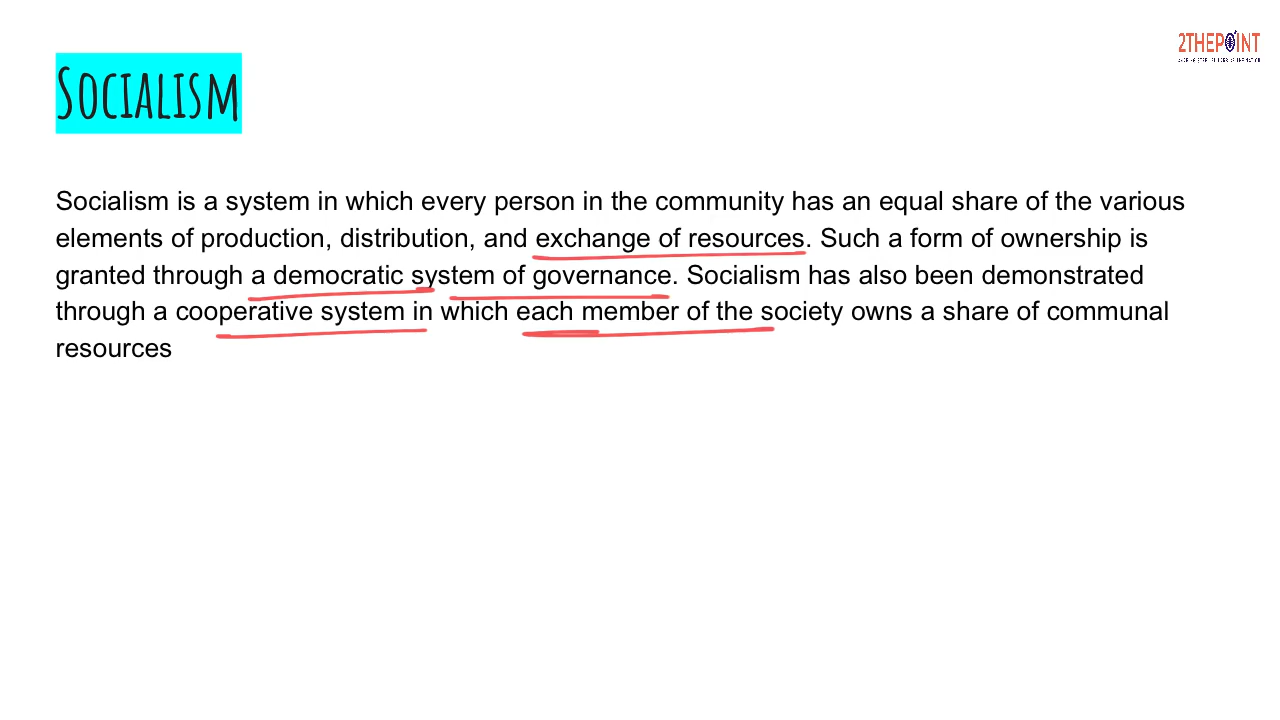 2THEPOINT
Socialism
Socialism is a system in which every person in the community has an equal share of the various
elements of production, distribution, and exchange of resources. Such a form of ownership is
granted through a democratic system of governance. Socialism has also been demonstrated
through a cooperative system in which each member of the society owns a share of communal
resources